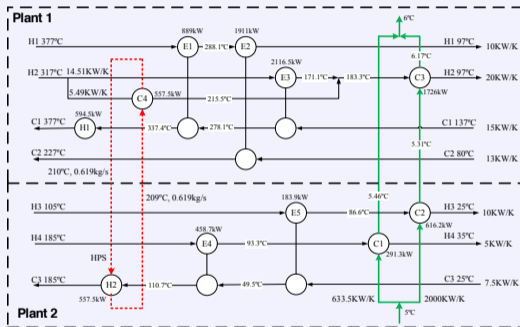 Plant 1
6℃
889kW
1911kW
H1 377℃
E1
288.1℃
E2
H1 97℃
10KW/K
2116.5kW
6.17℃
H2 317℃
14.51KW/K
E3
171.1℃
183.3℃
C3
H2 97℃
20KW/K
5.49KW/K
C4
557.5kW
215.5℃
1726kW
594.5kW
C1 377℃
H1
337.4℃
278.1℃
C1 137℃
15KW/K
C2 227℃
C2 80℃
13KW/K
5.31℃
210℃, 0.619kg/s
209℃, 0.619kg/s
183.9kW
5.46℃
H3 105℃
E5
86.6℃
C2
H3 25℃
10KW/K
458.7kW
616.2kW
H4 185℃
E4
93.3℃
C1
H4 35℃
5KW/K
291.3kW
HPS
C3 185℃
H2
110.7℃
49.5℃
C3 25℃
7.5KW/K
557.5kW
633.5KW/K
2000KW/K
Plant 2
5℃